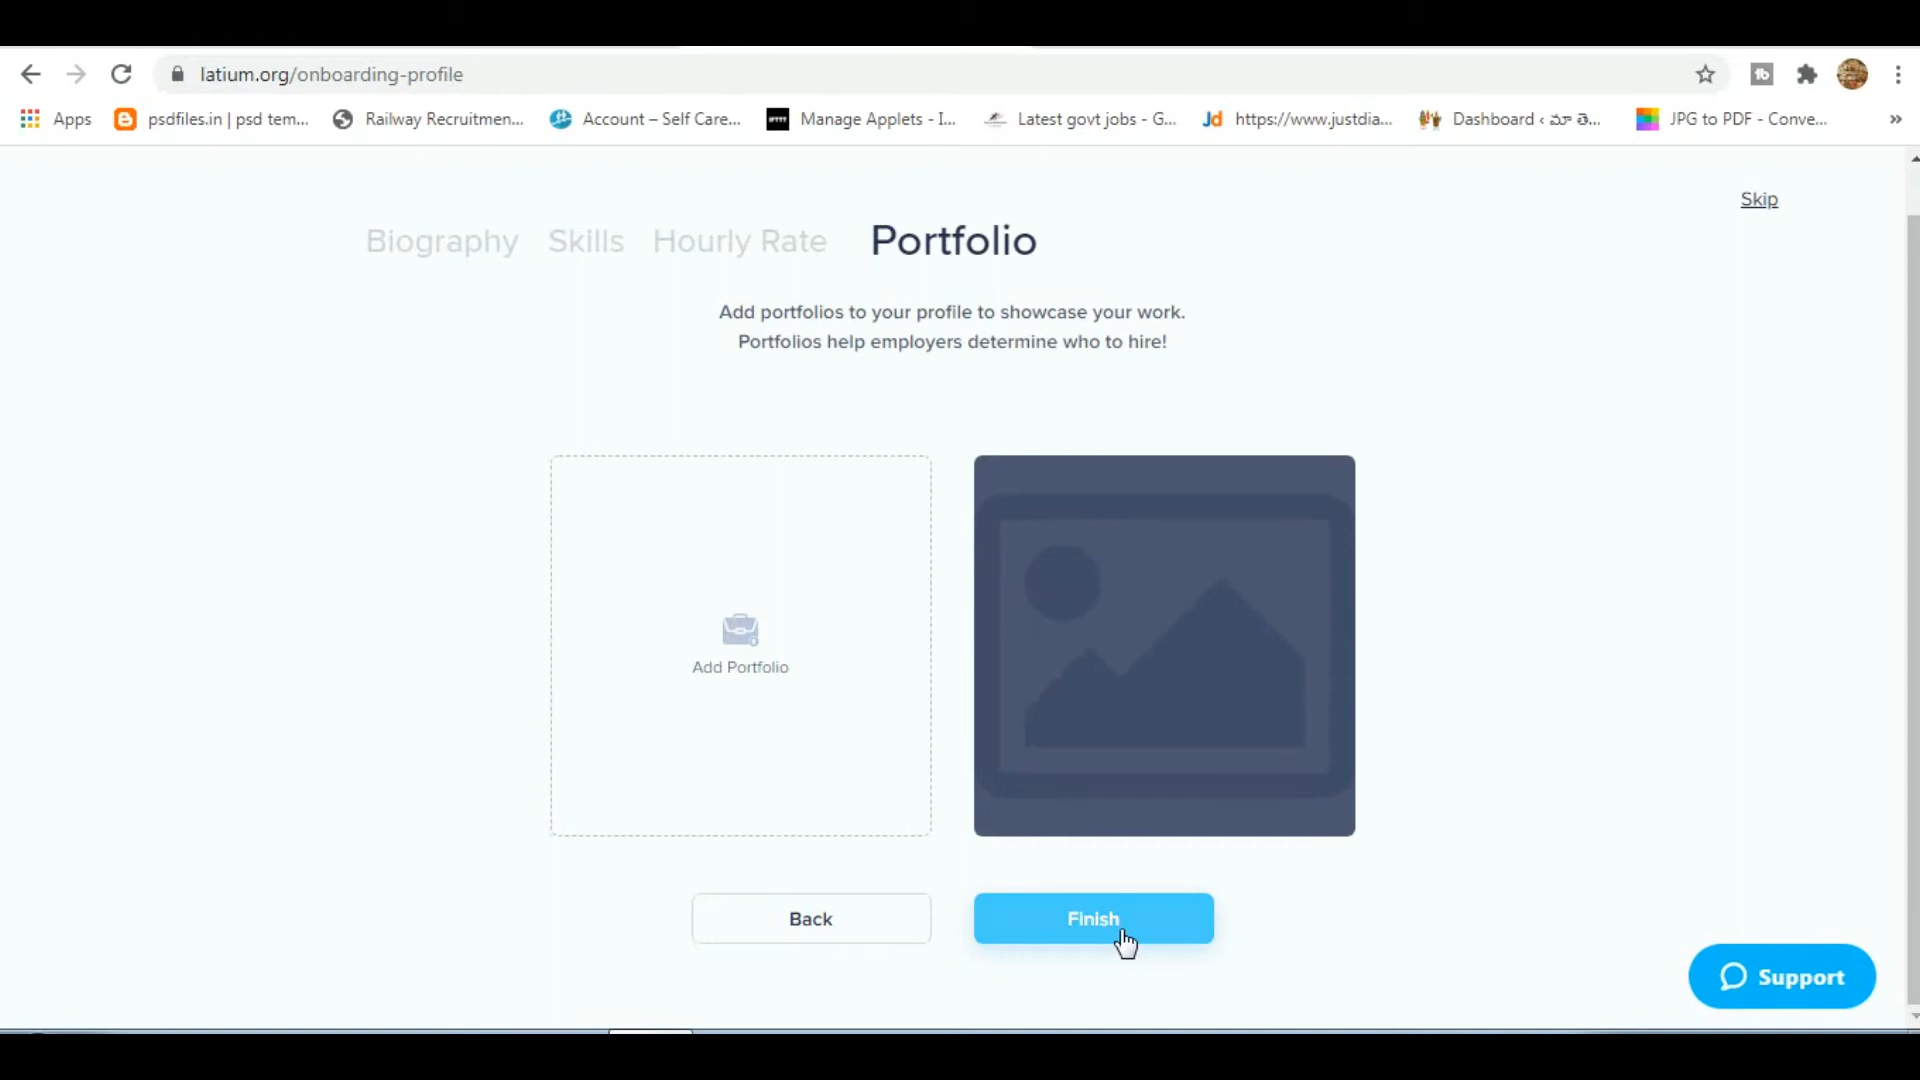 latium.org/onboarding-profile
Apps psdfiles.in | psd tem... Railway Recruitmen... Account – Self Care... Manage Applets - I... Latest govt jobs - G... Jd https://www.justdia... Dashboard ‹ మా తె... JPG to PDF - Conve... »
Skip
Biography Skills Hourly Rate Portfolio
Add portfolios to your profile to showcase your work.
Portfolios help employers determine who to hire!
Add Portfolio
Back Finish
Support